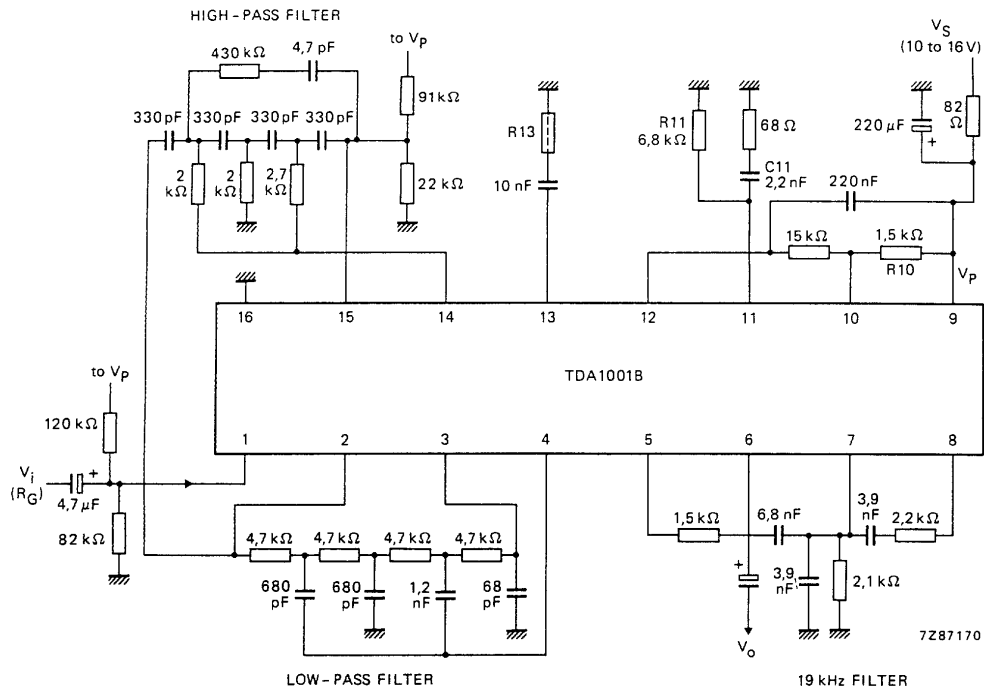 HIGH-PASS FILTER
430 kΩ
4,7 pF
to VP
VS
(10 to 16 V)
91 kΩ
330 pF 330 pF 330 pF 330 pF
R13
R11
6,8 kΩ
68 Ω
220 µF
+
82
Ω
2
kΩ
2
kΩ
2,7
kΩ
22 kΩ
10 nF
C11
2,2 nF
220 nF
15 kΩ
1,5 kΩ
R10
VP
16 15 14 13 12 11 10 9
TDA1001B
to VP
120 kΩ
1 2 3 4 5 6 7 8
Vi
(RG)
+
4,7 µF
82 kΩ
4,7 kΩ 4,7 kΩ 4,7 kΩ 4,7 kΩ
680
pF
680
pF
1,2
nF
68
pF
1,5 kΩ
6,8 nF
3,9
nF
2,2 kΩ
+
3,9
nF
2,1 kΩ
Vo
7Z87170
LOW-PASS FILTER
19 kHz FILTER